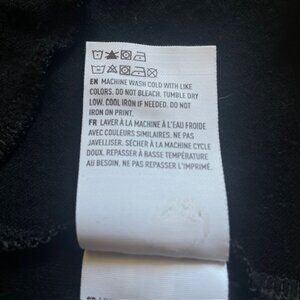 EN MACHINE WASH COLD WITH LIKE
COLORS. DO NOT BLEACH. TUMBLE DRY
LOW. COOL IRON IF NEEDED. DO NOT
IRON ON PRINT.
FR LAVER À LA MACHINE À L'EAU FROIDE
AVEC COULEURS SIMILAIRES. NE PAS
JAVELLISER. SÉCHER À LA MACHINE CYCLE
DOUX. REPASSER À BASSE TEMPÉRATURE
AU BESOIN. NE PAS REPASSER L'IMPRIMÉ.